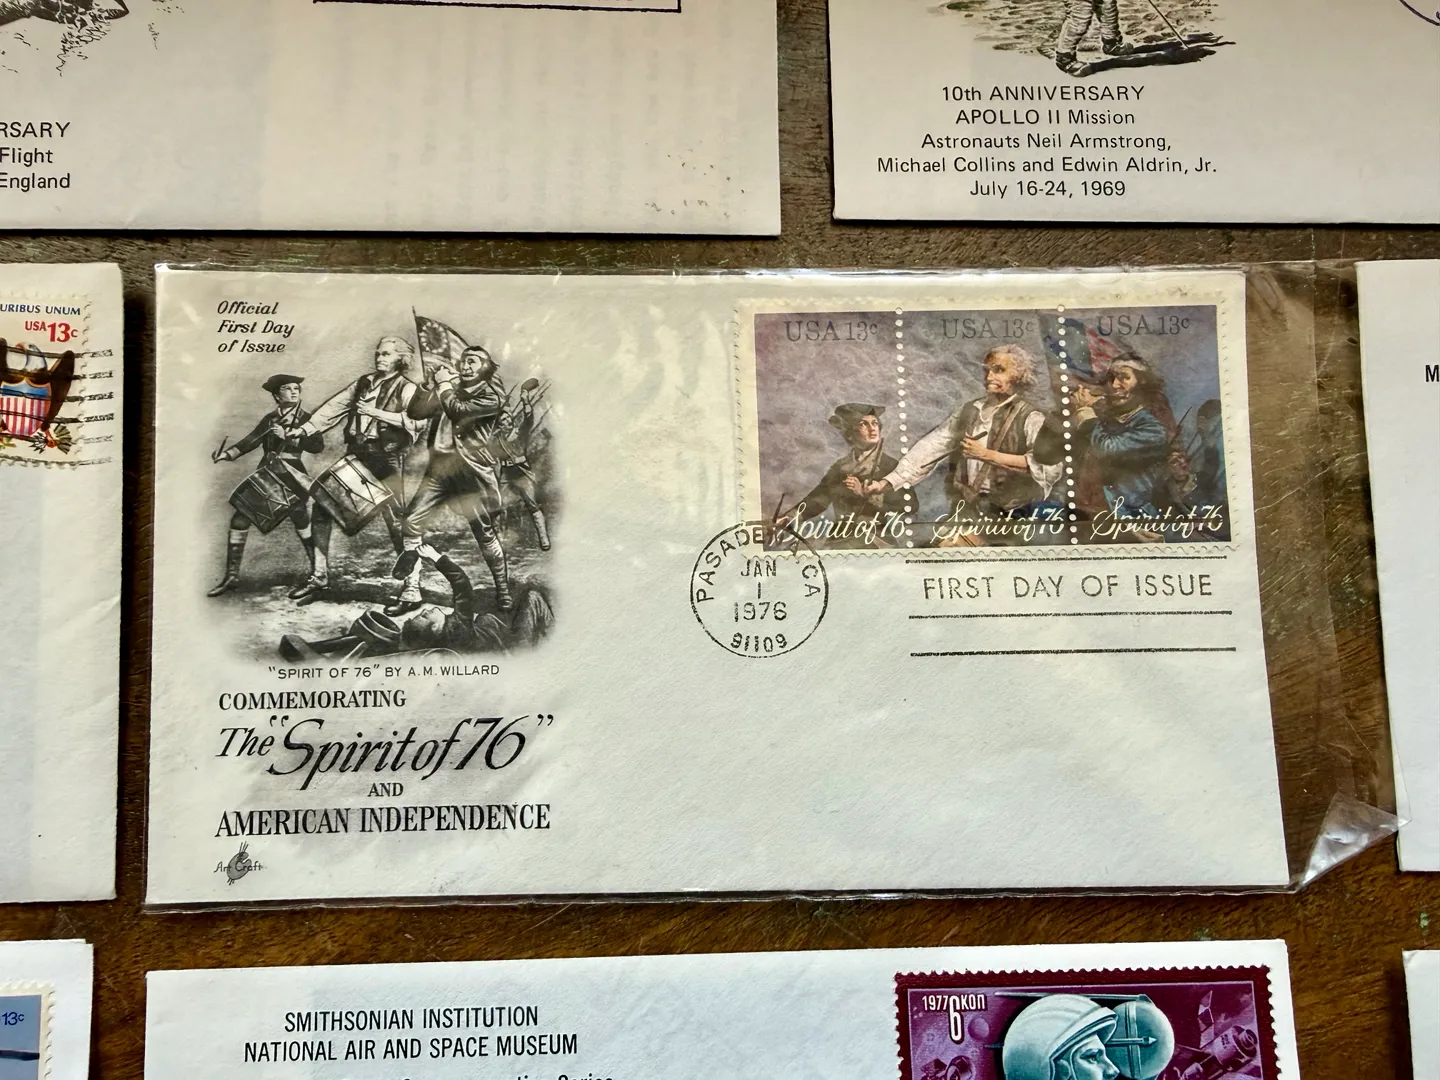 RSARY
Flight
England
10th ANNIVERSARY
APOLLO II Mission
Astronauts Neil Armstrong,
Michael Collins and Edwin Aldrin, Jr.
July 16-24, 1969
URIBUS UNUM
USA 13c
Official
First Day
of Issue
USA 13c
USA 13c
USA 13c
Spirit of 76
Spirit of 76
Spirit of 76
PASADENA, CA
JAN
1
1976
91109
FIRST DAY OF ISSUE
"SPIRIT OF 76" BY A.M. WILLARD
COMMEMORATING
The "Spirit of 76"
AND
AMERICAN INDEPENDENCE
Art Craft
M
13c
SMITHSONIAN INSTITUTION
NATIONAL AIR AND SPACE MUSEUM
1977
6 КОП